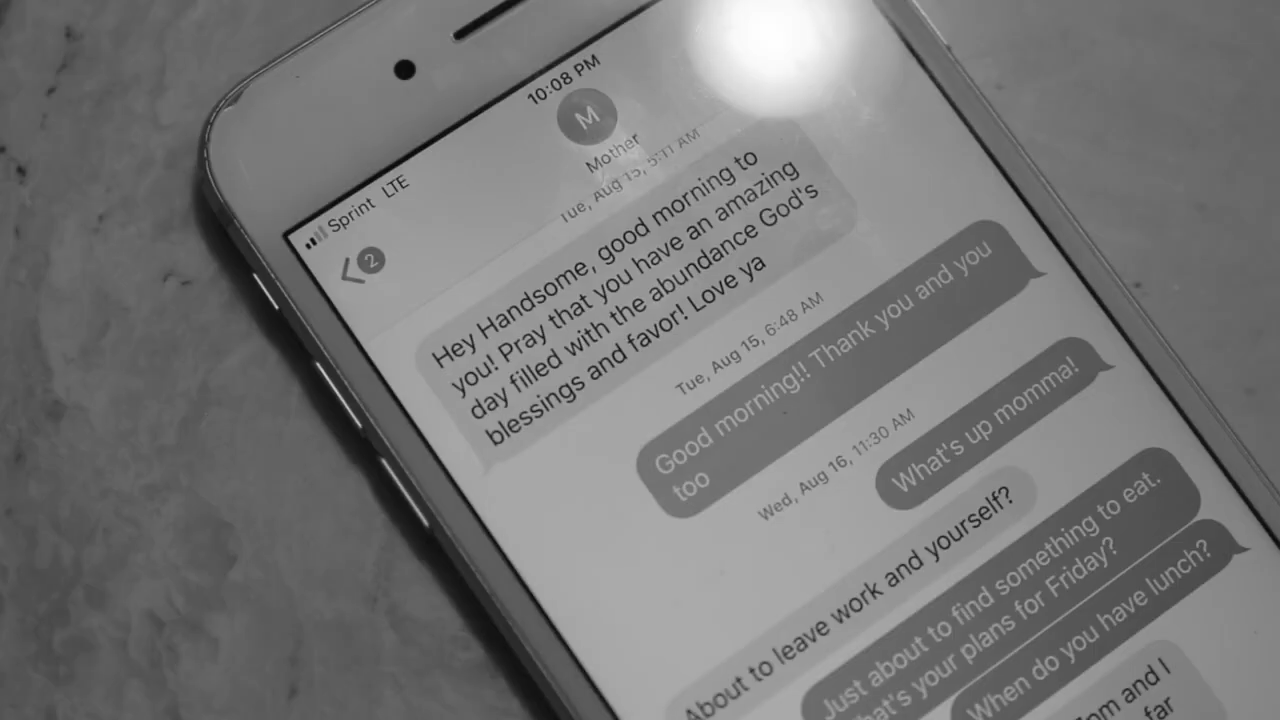 10:08 PM
Sprint LTE
2
M
Mother
Tue, Aug 15, 5:11 AM
Hey Handsome, good morning to
you! Pray that you have an amazing
day filled with the abundance God's
blessings and favor! Love ya
Tue, Aug 15, 6:48 AM
Good morning!! Thank you and you
too
Wed, Aug 16, 11:30 AM
What's up momma!
About to leave work and yourself?
Just about to find something to eat.
your plans for Friday?
When do you have lunch?
and I
far